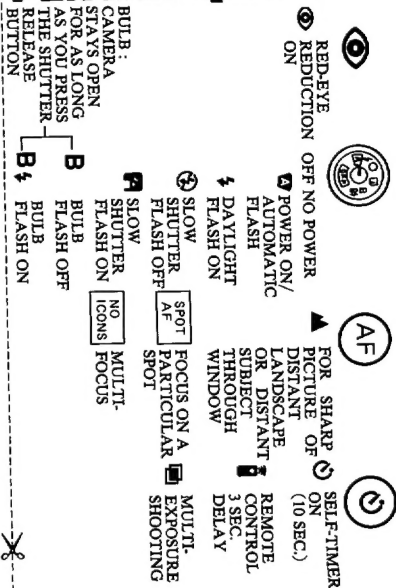 RED-EYE
REDUCTION
ON
OFF NO POWER
A POWER ON/
AUTOMATIC
FLASH
DAYLIGHT
FLASH ON
SLOW
SHUTTER
FLASH OFF
SLOW
SHUTTER
FLASH ON
BULB :
CAMERA
STAYS OPEN
FOR AS LONG
AS YOU PRESS
THE SHUTTER
RELEASE
BUTTON
B BULB
FLASH OFF
B BULB
FLASH ON
AF
FOR SHARP
PICTURE OF
DISTANT
LANDSCAPE
OR DISTANT
SUBJECT
THROUGH
WINDOW
SPOT
AF
FOCUS ON A
PARTICULAR
SPOT
NO
ICONS
MULTI-
FOCUS
SELF-TIMER
ON
(10 SEC.)
REMOTE
CONTROL
3 SEC.
DELAY
MULTI-
EXPOSURE
SHOOTING